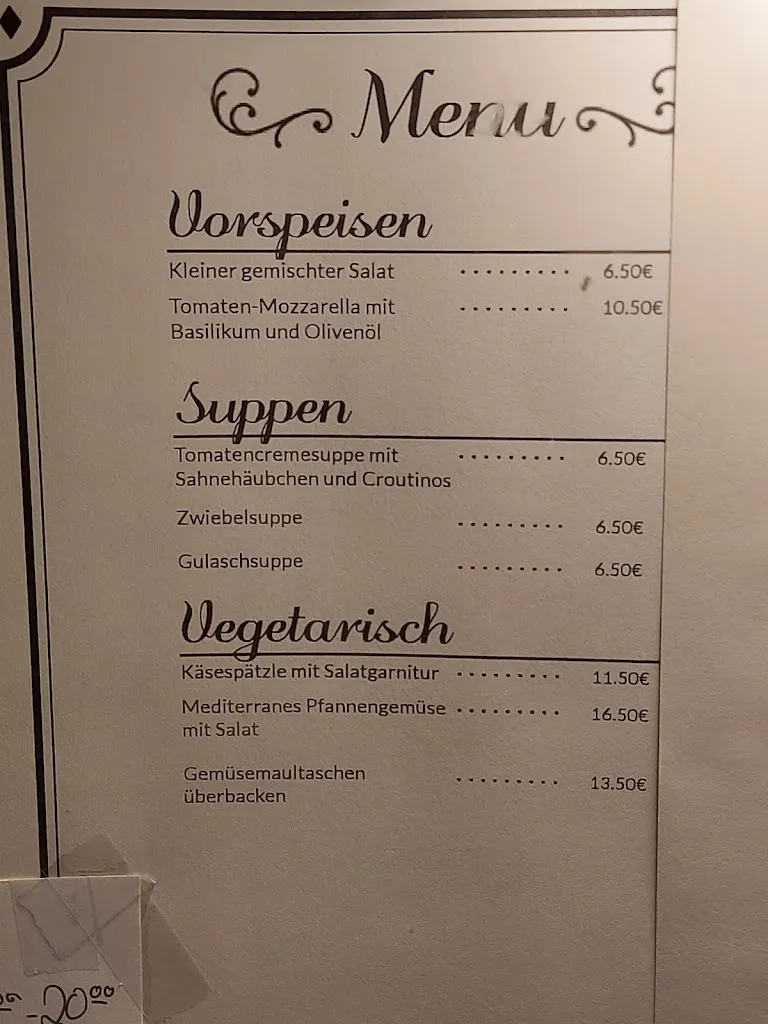 Menu
Vorspeisen
Kleiner gemischter Salat ......... 6.50€
Tomaten-Mozzarella mit ......... 10.50€
Basilikum und Olivenöl
Suppen
Tomatencremesuppe mit ......... 6.50€
Sahnehäubchen und Croutinos
Zwiebelsuppe ......... 6.50€
Gulaschsuppe ......... 6.50€
Vegetarisch
Käsespätzle mit Salatgarnitur ......... 11.50€
Mediterranes Pfannengemüse ......... 16.50€
mit Salat
Gemüsemaultaschen ......... 13.50€
überbacken
-20⁰⁰